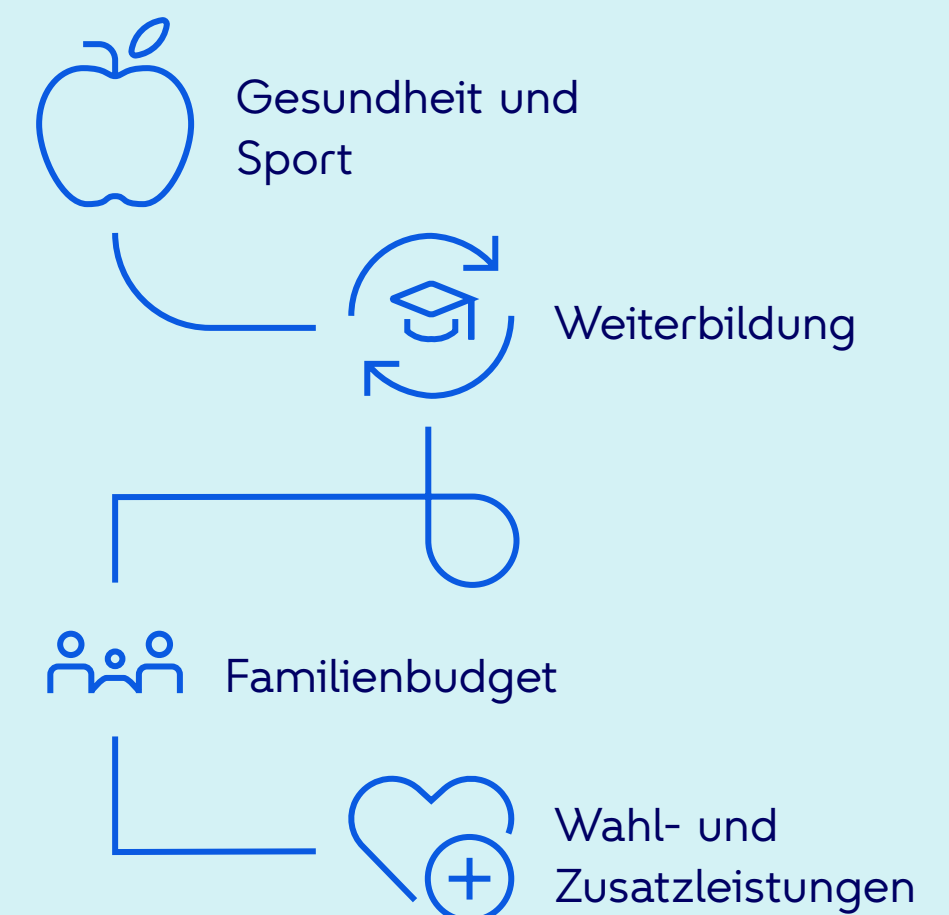 Gesundheit und
Sport
Weiterbildung
Familienbudget
Wahl- und
Zusatzleistungen